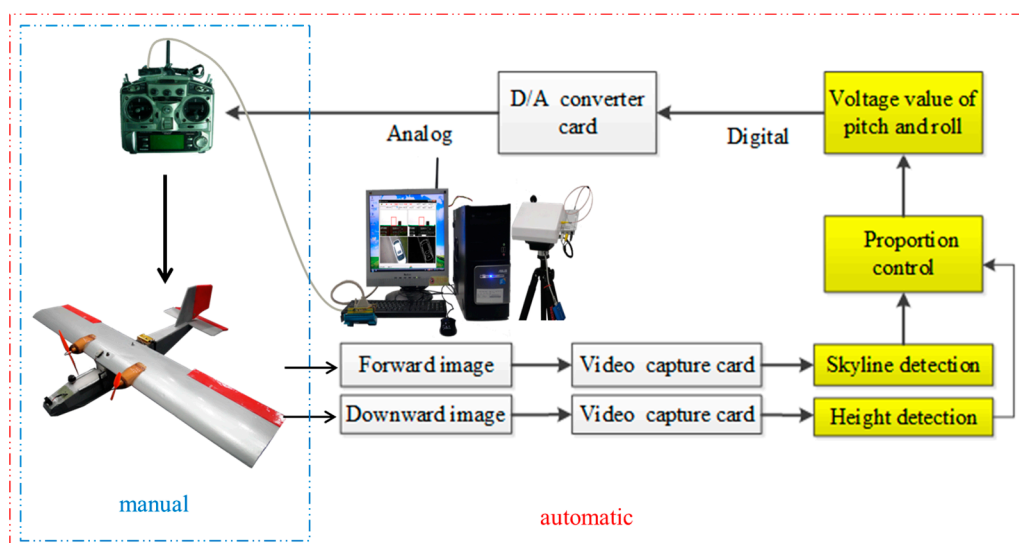 D/A converter
card
Voltage value of
pitch and roll
Analog
Digital
Proportion
control
Forward image
Video capture card
Skyline detection
Downward image
Video capture card
Height detection
manual
automatic